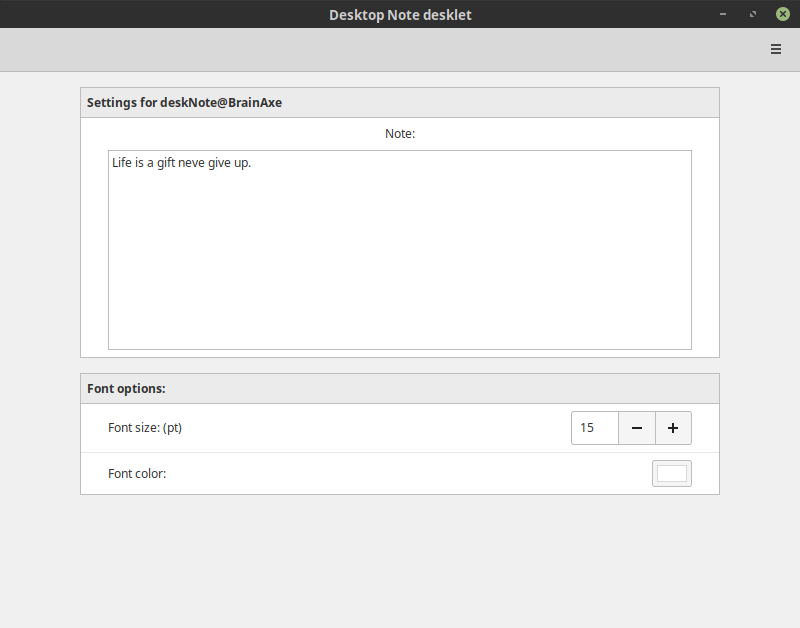 Desktop Note desklet
Settings for deskNote@BrainAxe
Note:
Life is a gift neve give up.
Font options:
Font size: (pt)
15
Font color: